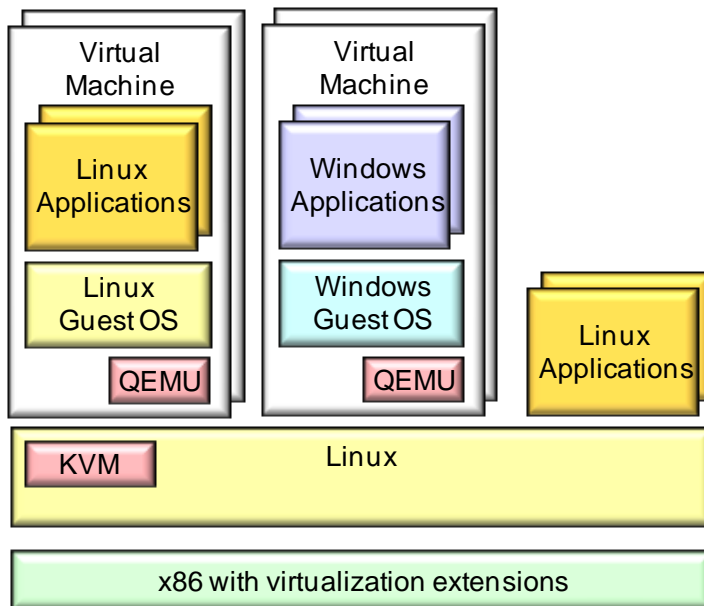 Virtual
Machine
Linux
Applications
Linux
Guest OS
QEMU
Virtual
Machine
Windows
Applications
Windows
Guest OS
QEMU
Linux
Applications
KVM
Linux
x86 with virtualization extensions